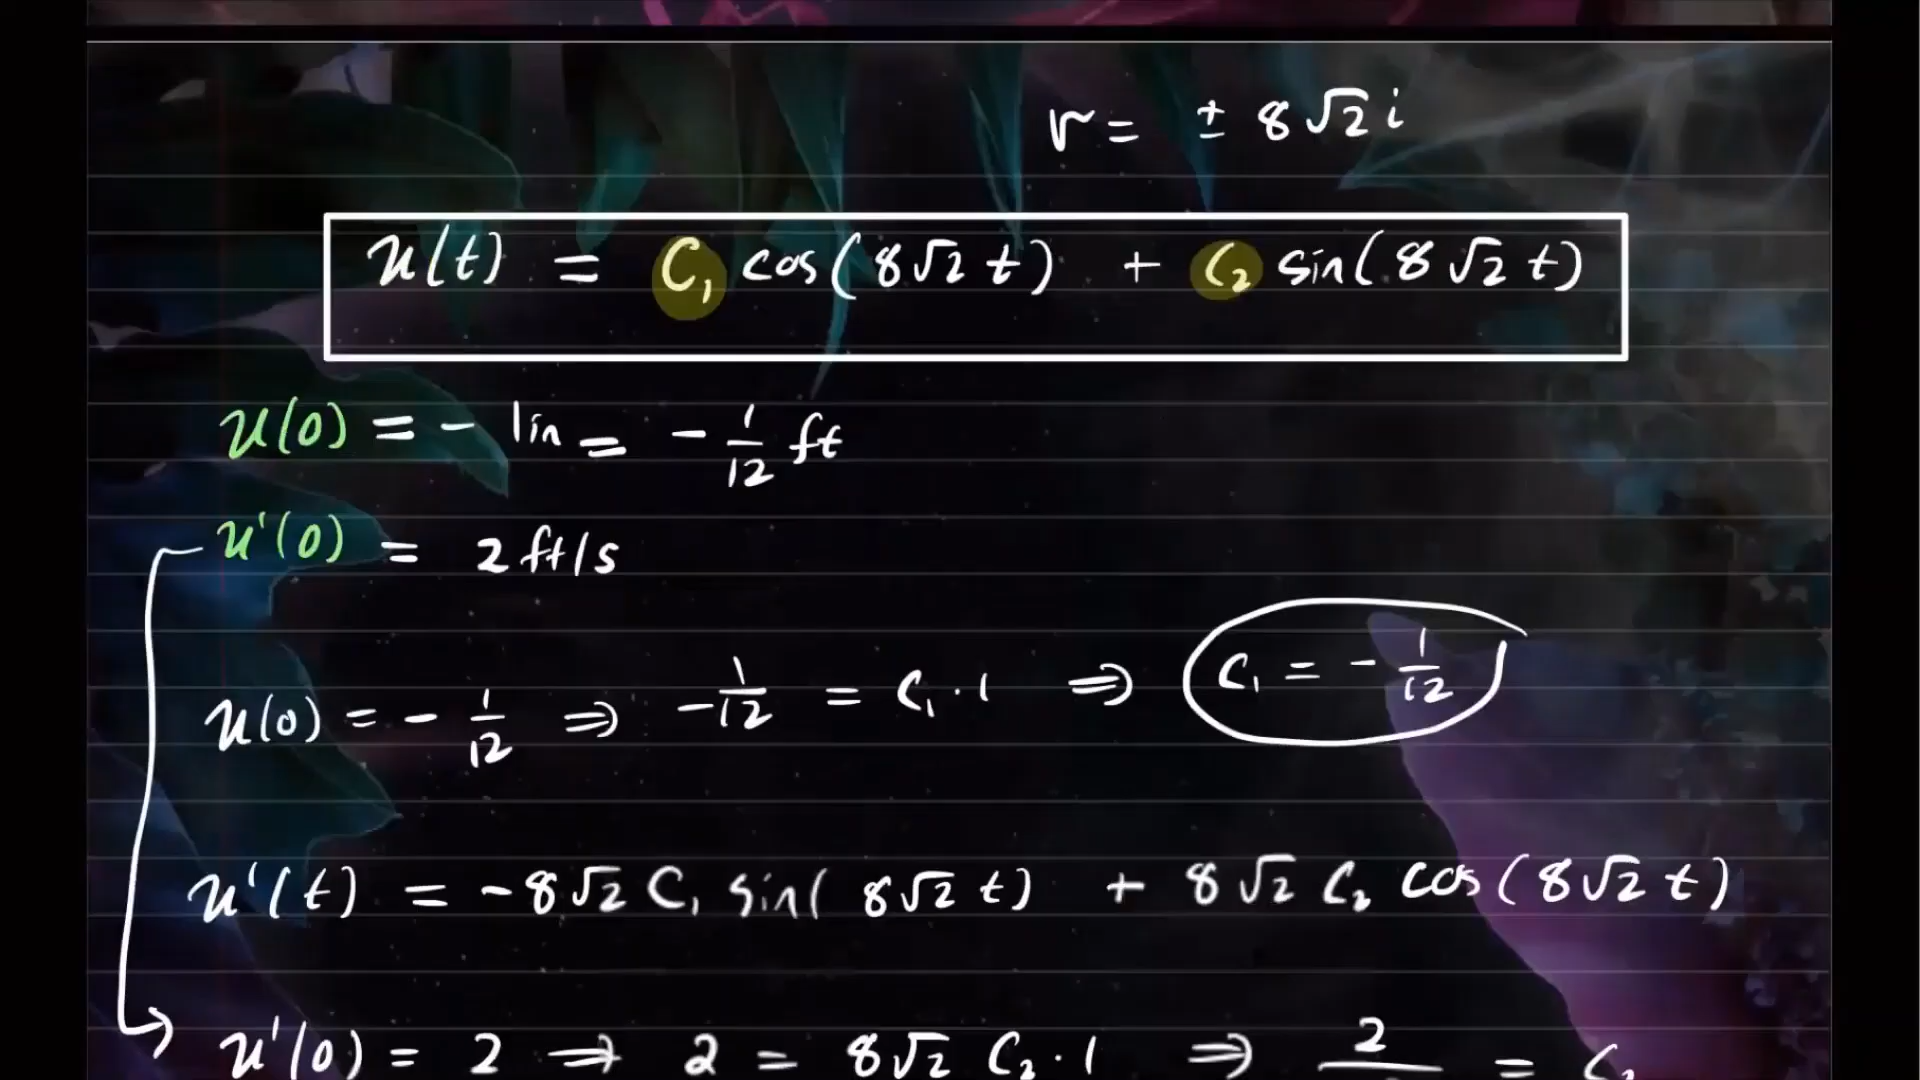 r = ± 8√2 i
u(t) = C₁ cos(8√2 t) + C₂ sin(8√2 t)
u(0) = - 1in = - 1/12 ft
u'(0) = 2 ft/s
u(0) = - 1/12 ⇒ - 1/12 = C₁ · 1 ⇒ C₁ = - 1/12
u'(t) = -8√2 C₁ sin( 8√2 t) + 8√2 C₂ cos(8√2 t)
u'(0) = 2 ⇒ 2 = 8√2 C₂ · 1 ⇒ 2 = C₂